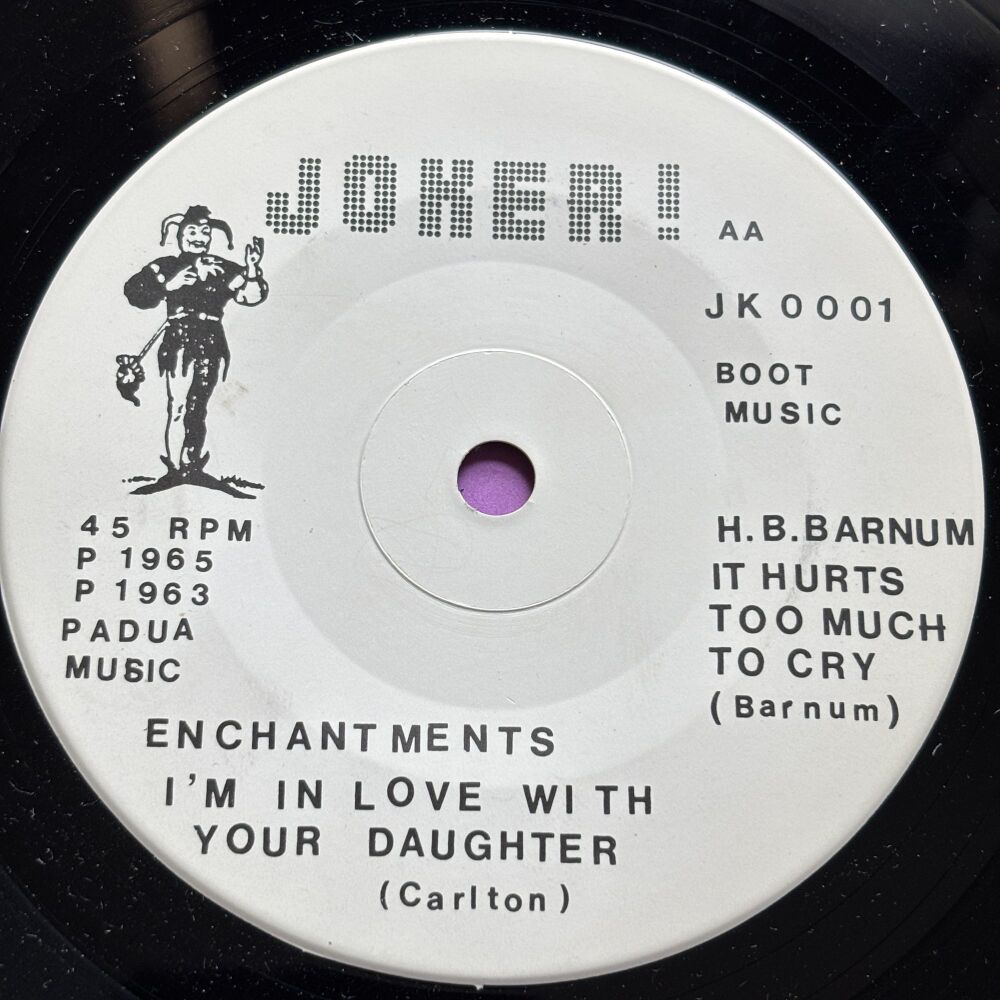 JOKER!
AA
JK 0001
BOOT
MUSIC
45 RPM
P 1965
P 1963
PADUA
MUSIC
H.B.BARNUM
IT HURTS
TOO MUCH
TO CRY
(Barnum)
ENCHANTMENTS
I'M IN LOVE WITH
YOUR DAUGHTER
(Carlton)